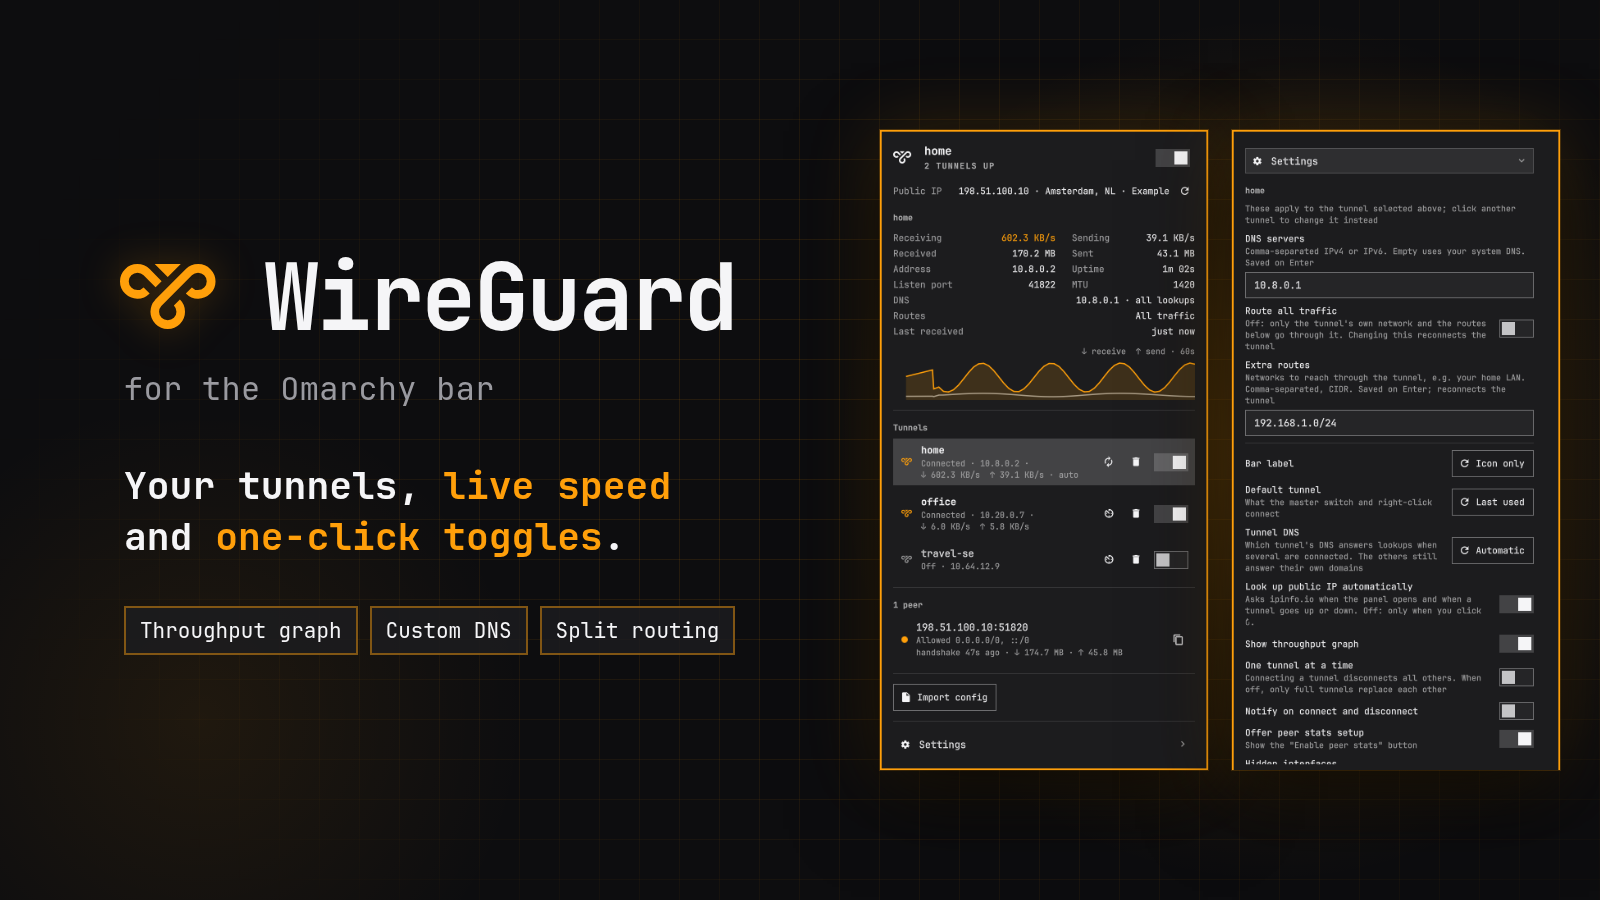 WireGuard
for the Omarchy bar
Your tunnels, live speed
and one-click toggles.
Throughput graph
Custom DNS
Split routing
home
2 TUNNELS UP
Public IP 198.51.100.10 · Amsterdam, NL · Example
home
Receiving 602.3 KB/s Sending 39.1 KB/s
Received 170.2 MB Sent 43.1 MB
Address 10.8.0.2 Uptime 1m 02s
Listen port 41822 MTU 1420
DNS 10.8.0.1 · all lookups
Routes All traffic
Last received just now
↓ receive ↑ send · 60s
Tunnels
home
Connected · 10.8.0.2 ·
↓ 602.3 KB/s ↑ 39.1 KB/s · auto
office
Connected · 10.20.0.7 ·
↓ 6.0 KB/s ↑ 5.8 KB/s
travel-se
Off · 10.64.12.9
1 peer
198.51.100.10:51820
Allowed 0.0.0.0/0, ::/0
handshake 47s ago · ↓ 174.7 MB · ↑ 45.8 MB
Import config
Settings
Settings
home
These apply to the tunnel selected above; click another
tunnel to change it instead
DNS servers
Comma-separated IPv4 or IPv6. Empty uses your system DNS.
Saved on Enter
10.8.0.1
Route all traffic
Off: only the tunnel's own network and the routes
below go through it. Changing this reconnects the
tunnel
Extra routes
Networks to reach through the tunnel, e.g. your home LAN.
Comma-separated, CIDR. Saved on Enter; reconnects the
tunnel
192.168.1.0/24
Bar label
Icon only
Default tunnel
What the master switch and right-click
connect
Last used
Tunnel DNS
Which tunnel's DNS answers lookups when
several are connected. The others still
answer their own domains
Automatic
Look up public IP automatically
Asks ipinfo.io when the panel opens and when a
tunnel goes up or down. Off: only when you click
Show throughput graph
One tunnel at a time
Connecting a tunnel disconnects all others. When
off, only full tunnels replace each other
Notify on connect and disconnect
Offer peer stats setup
Show the "Enable peer stats" button
Hidden interfaces